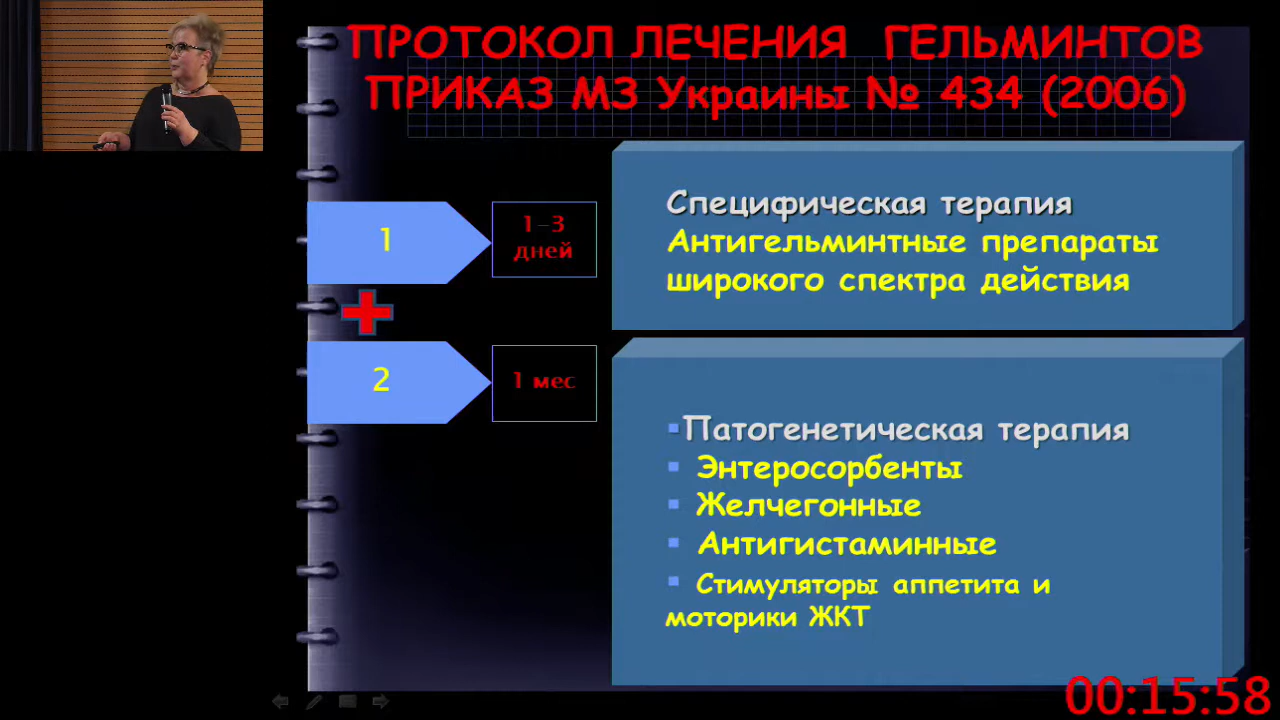 ПРОТОКОЛ ЛЕЧЕНИЯ ГЕЛЬМИНТОВ
ПРИКАЗ МЗ Украины № 434 (2006)
1
1-3
дней
Специфическая терапия
Антигельминтные препараты
широкого спектра действия
2
1 мес
Патогенетическая терапия
Энтеросорбенты
Желчегонные
Антигистаминные
Стимуляторы аппетита и
моторики ЖКТ
00:15:58